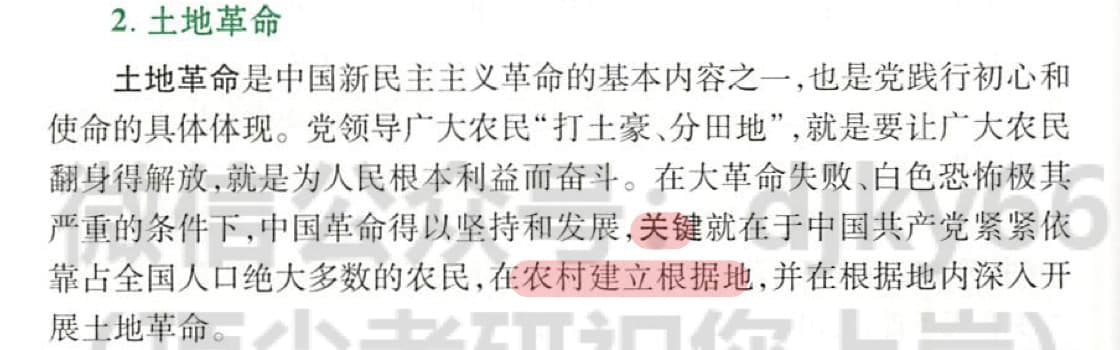 2. 土地革命
土地革命是中国新民主主义革命的基本内容之一,也是党践行初心和
使命的具体体现。党领导广大农民“打土豪、分田地”,就是要让广大农民
翻身得解放,就是为人民根本利益而奋斗。在大革命失败、白色恐怖极其
严重的条件下,中国革命得以坚持和发展,关键就在于中国共产党紧紧依
靠占全国人口绝大多数的农民,在农村建立根据地,并在根据地内深入开
展土地革命。
微信公众号:djky66